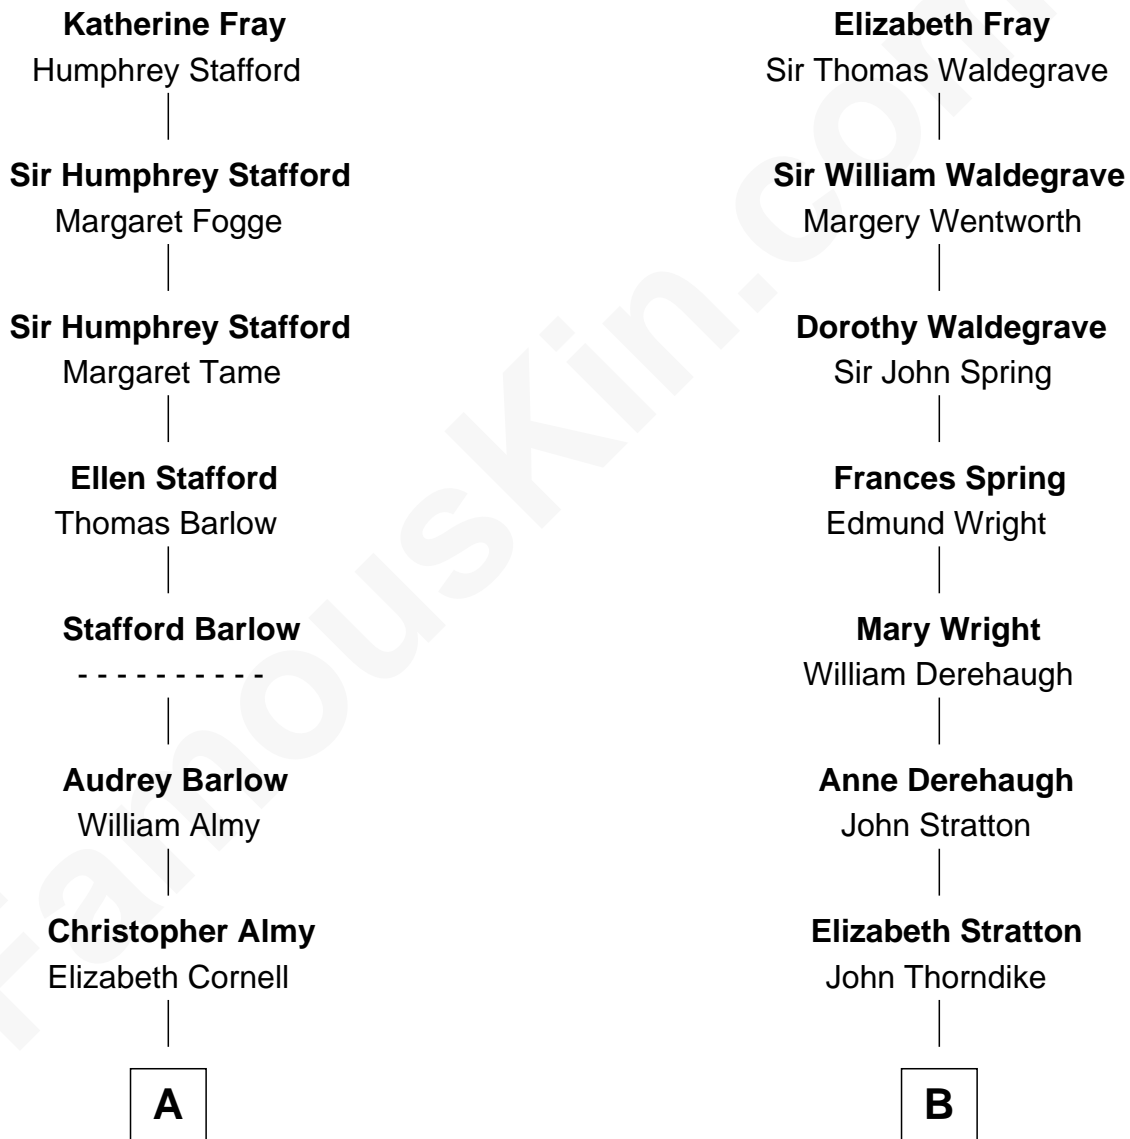 Katherine Fray
Humphrey Stafford
Sir Humphrey Stafford
Margaret Fogge
Sir Humphrey Stafford
Margaret Tame
Ellen Stafford
Thomas Barlow
Stafford Barlow
- - - - - - - - - -
Audrey Barlow
William Almy
Christopher Almy
Elizabeth Cornell
A
Elizabeth Fray
Sir Thomas Waldegrave
Sir William Waldegrave
Margery Wentworth
Dorothy Waldegrave
Sir John Spring
Frances Spring
Edmund Wright
Mary Wright
William Derehaugh
Anne Derehaugh
John Stratton
Elizabeth Stratton
John Thorndike
B
FamousKin.com